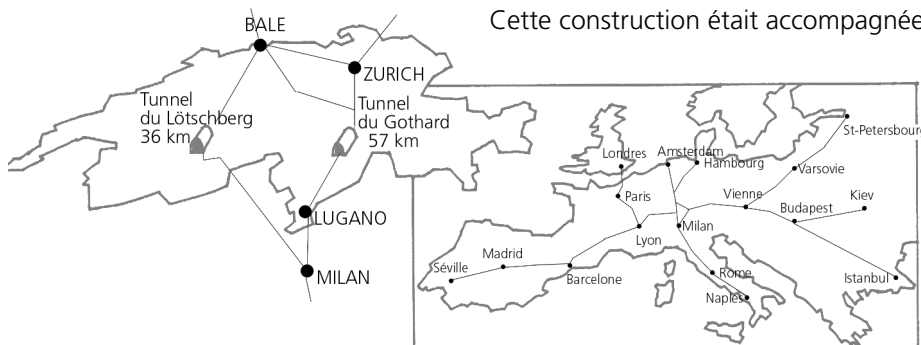 Cette construction était accompagnée
BALE
ZURICH
Tunnel
du Lötschberg
36 km
Tunnel
du Gothard
57 km
LUGANO
MILAN
St-Petersbourg
Londres
Amsterdam
Hambourg
Varsovie
Paris
Vienne
Kiev
Budapest
Lyon
Milan
Madrid
Séville
Barcelone
Rome
Istanbul
Naples